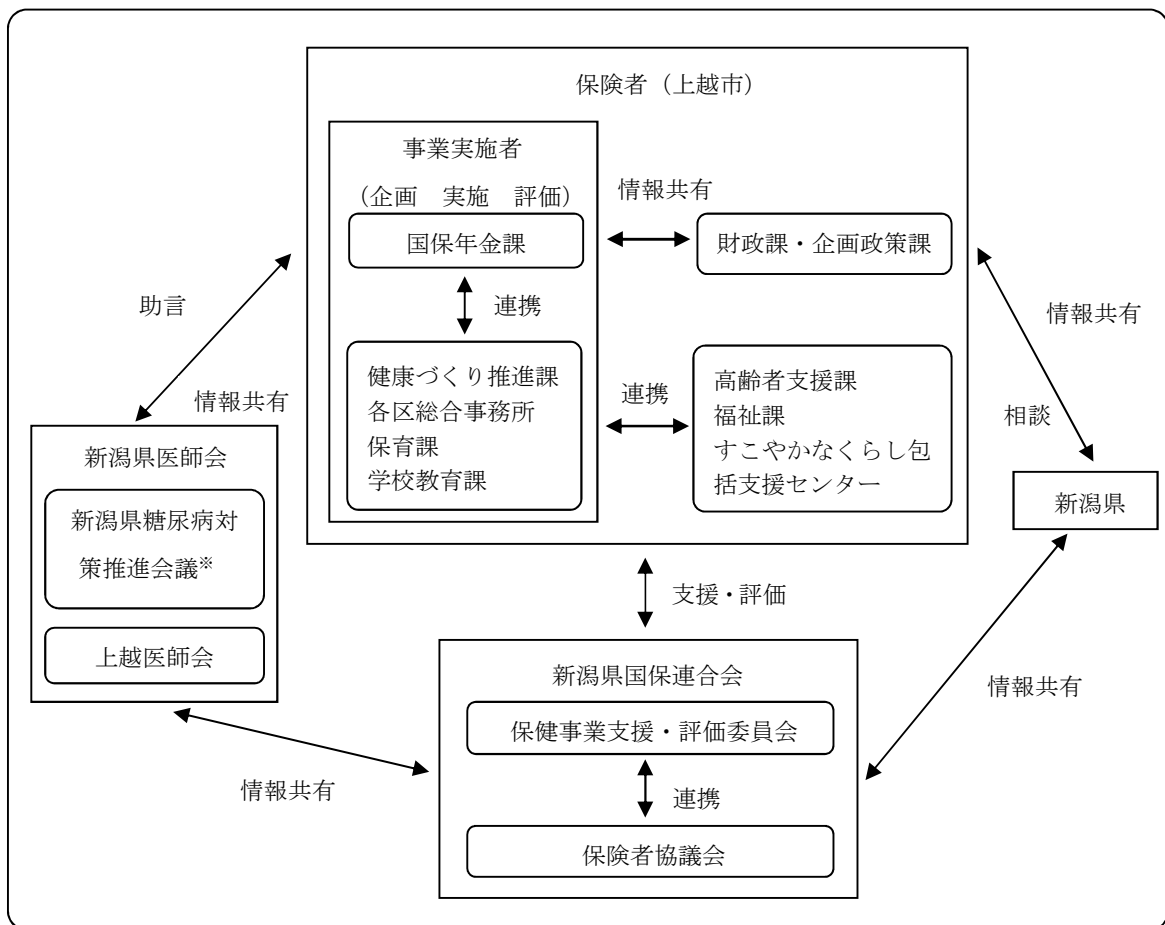 保険者（上越市）
事業実施者
（企画　実施　評価）
国保年金課
情報共有
財政課・企画政策課
連携
健康づくり推進課
各区総合事務所
保育課
学校教育課
連携
高齢者支援課
福祉課
すこやかなくらし包
括支援センター
助言
情報共有
情報共有
相談
新潟県医師会
新潟県糖尿病対
策推進会議※
上越医師会
新潟県
支援・評価
新潟県国保連合会
保健事業支援・評価委員会
連携
保険者協議会
情報共有
情報共有